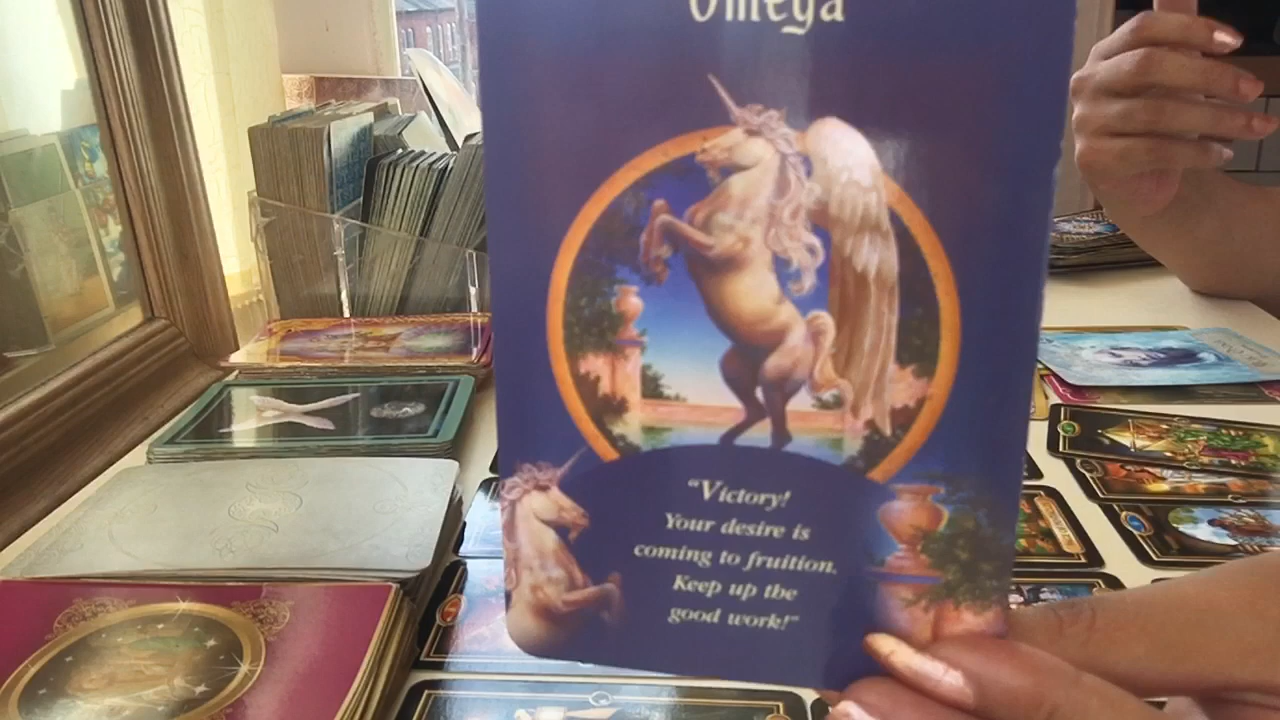 Omega
"Victory!
Your desire is
coming to fruition.
Keep up the
good work!"